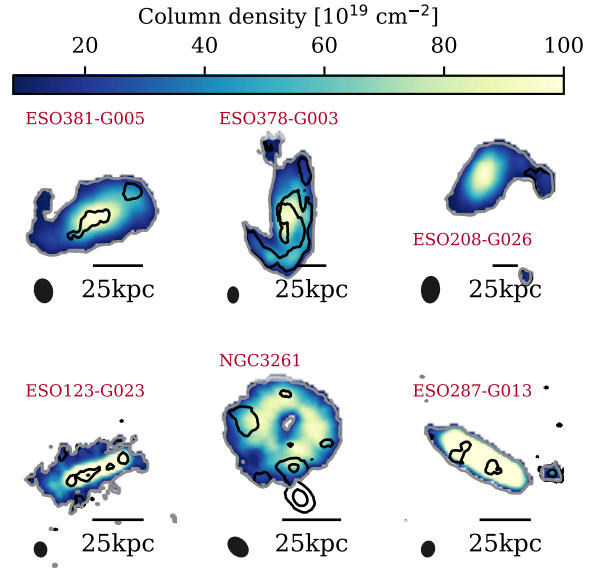 Column density [10¹⁹ cm⁻²]
20 40 60 80 100
ESO381-G005
ESO378-G003
ESO208-G026
25kpc
25kpc
25kpc
ESO123-G023
NGC3261
ESO287-G013
25kpc
25kpc
25kpc